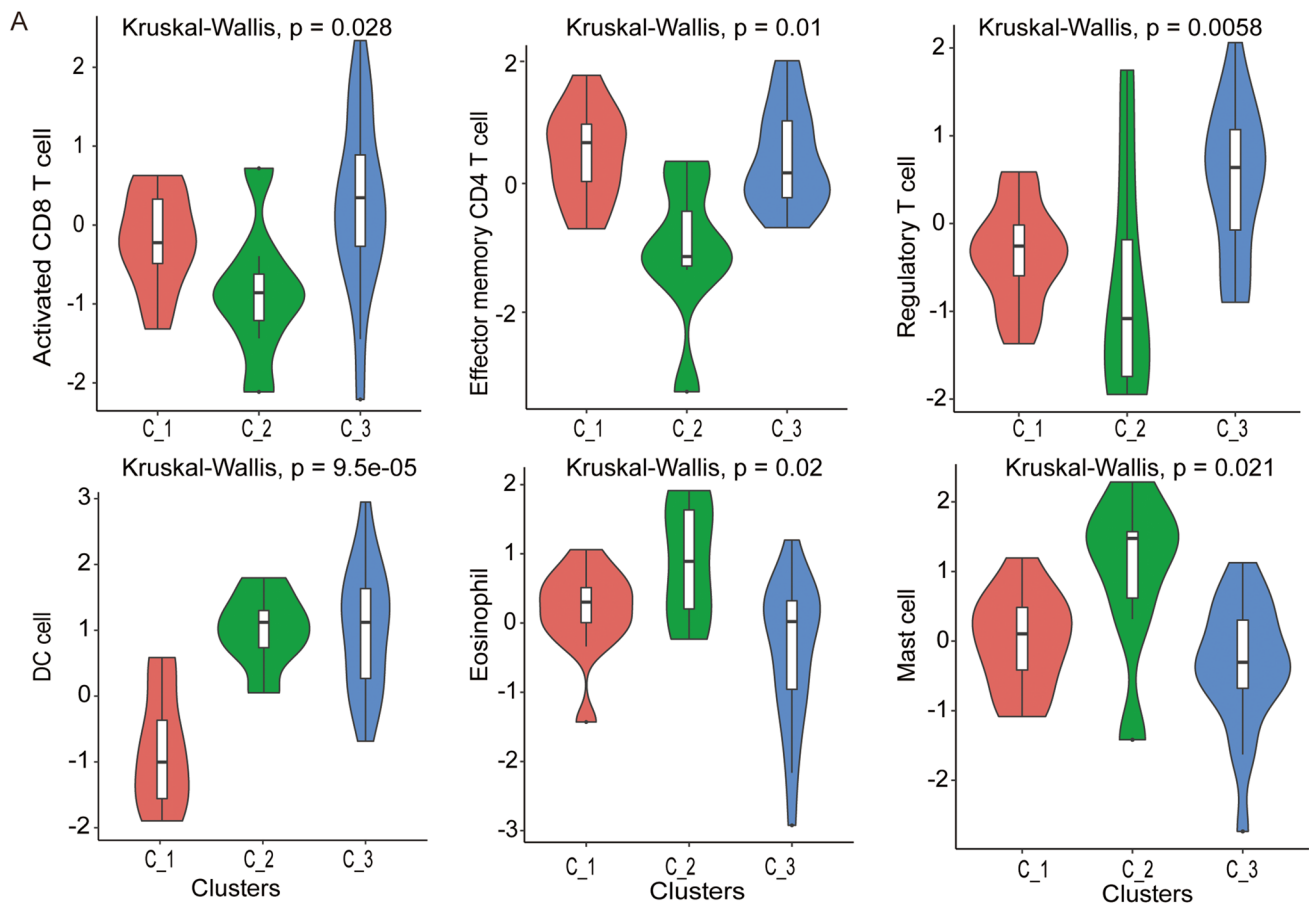 A
Kruskal-Wallis, p = 0.028
Activated CD8 T cell
2
1
0
-1
-2
C_1 C_2 C_3
Kruskal-Wallis, p = 0.01
Effector memory CD4 T cell
2
0
-2
C_1 C_2 C_3
Kruskal-Wallis, p = 0.0058
Regulatory T cell
2
1
0
-1
-2
C_1 C_2 C_3
Kruskal-Wallis, p = 9.5e-05
DC cell
3
2
1
0
-1
-2
C_1 C_2 C_3
Clusters
Kruskal-Wallis, p = 0.02
Eosinophil
2
1
0
-1
-2
-3
C_1 C_2 C_3
Clusters
Kruskal-Wallis, p = 0.021
Mast cell
2
1
0
-1
-2
C_1 C_2 C_3
Clusters